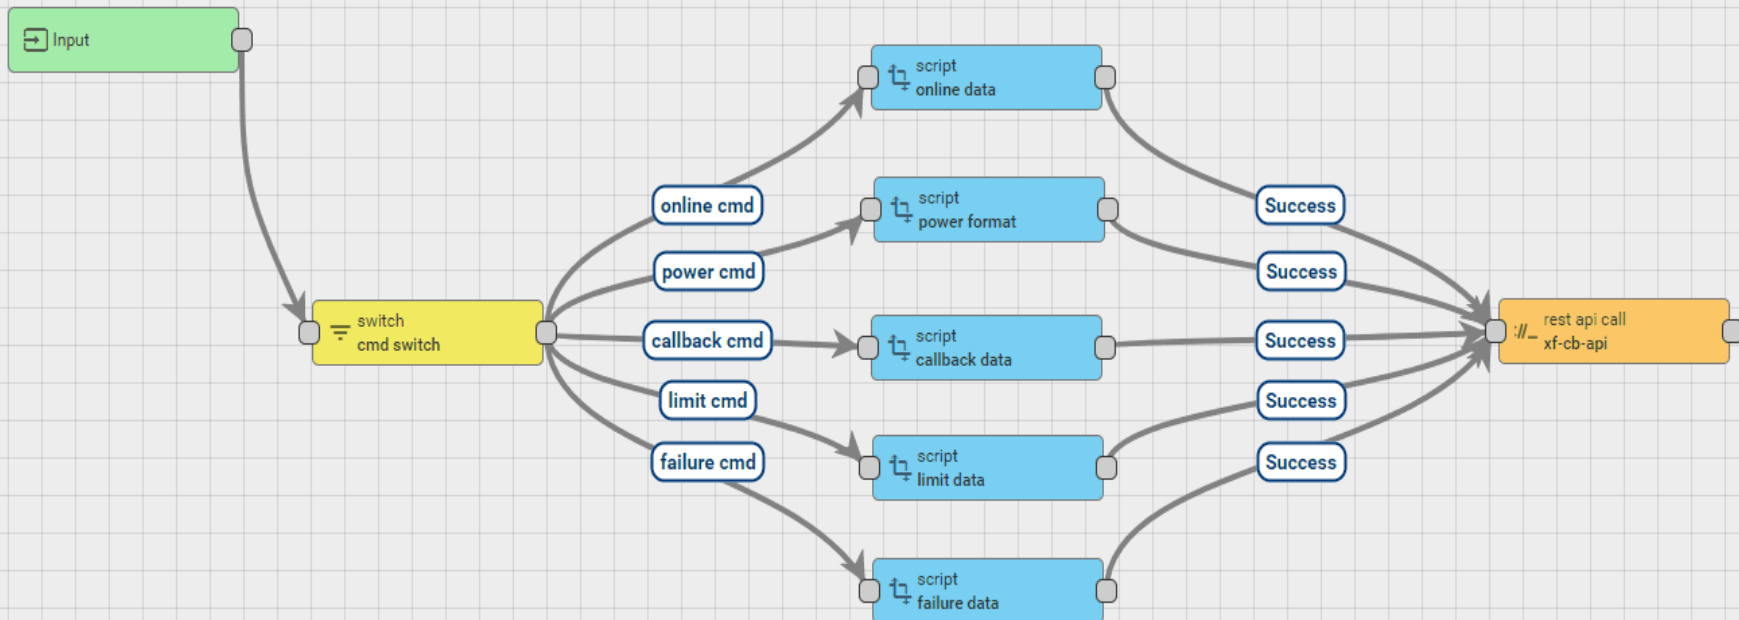 Input
switch
cmd switch
online cmd
power cmd
callback cmd
limit cmd
failure cmd
script
online data
script
power format
script
callback data
script
limit data
script
failure data
Success
Success
Success
Success
Success
rest api call
xf-cb-api